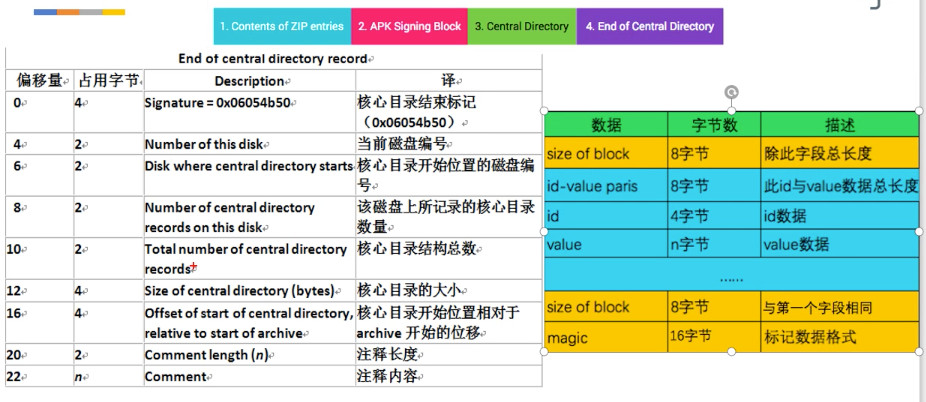 1. Contents of ZIP entries 2. APK Signing Block 3. Central Directory 4. End of Central Directory
End of central directory record
偏移量 占用字节 Description 译
0 4 Signature = 0x06054b50 核心目录结束标记
（0x06054b50）
4 2 Number of this disk 当前磁盘编号
6 2 Disk where central directory starts 核心目录开始位置的磁盘编
号
8 2 Number of central directory 该磁盘上所记录的核心目录
records on this disk 数量
10 2 Total number of central directory 核心目录结构总数
records
12 4 Size of central directory (bytes) 核心目录的大小
16 4 Offset of start of central directory, 核心目录开始位置相对于
relative to start of archive archive 开始的位移
20 2 Comment length (n) 注释长度
22 n Comment 注释内容
数据 字节数 描述
size of block 8字节 除此字段总长度
id-value paris 8字节 此id与value数据总长度
id 4字节 id数据
value n字节 value数据
......
size of block 8字节 与第一个字段相同
magic 16字节 标记数据格式